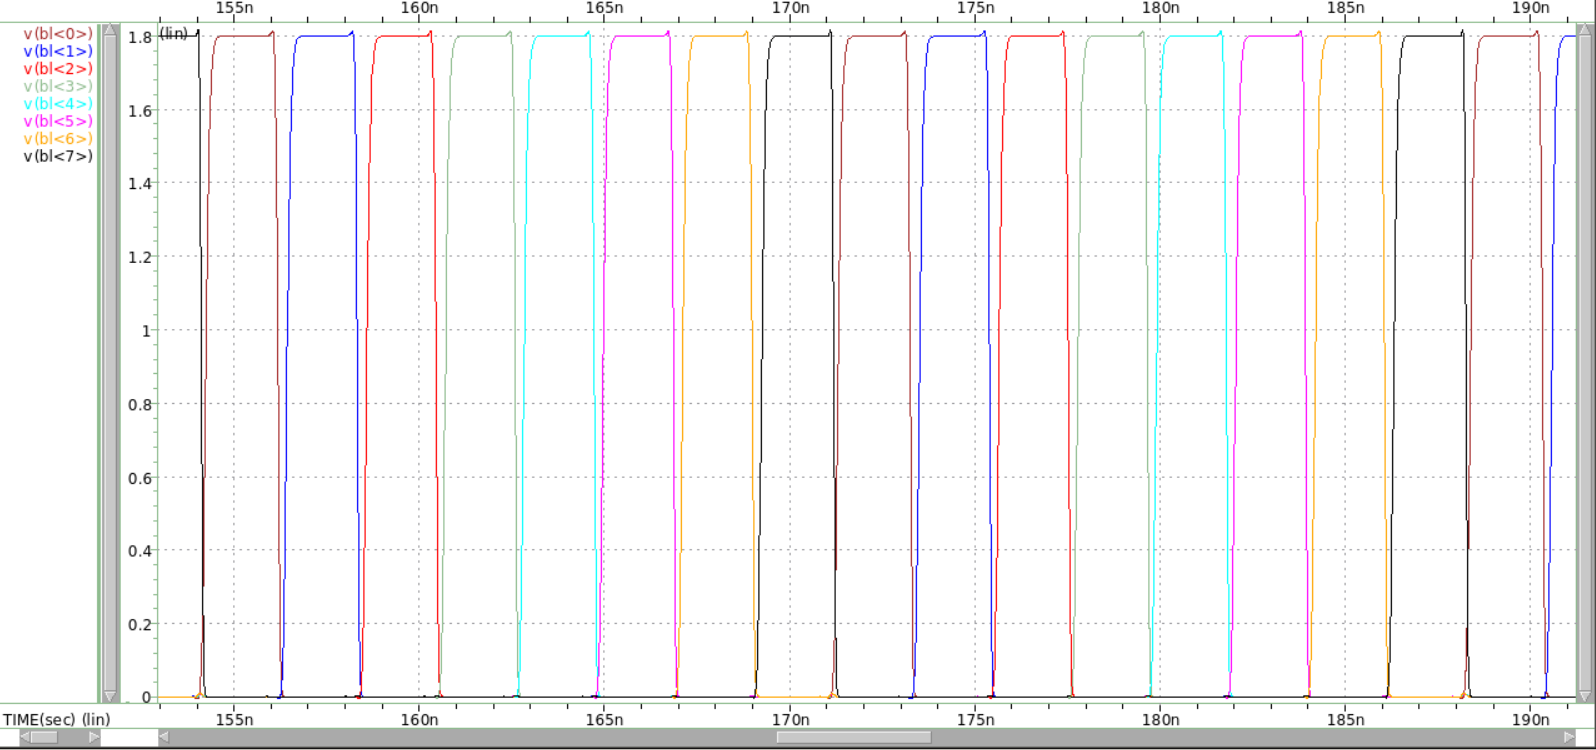 155n 160n 165n 170n 175n 180n 185n 190n
v(bl<0>)
v(bl<1>)
v(bl<2>)
v(bl<3>)
v(bl<4>)
v(bl<5>)
v(bl<6>)
v(bl<7>)
1.8 (lin)
1.6
1.4
1.2
1
0.8
0.6
0.4
0.2
0
TIME(sec) (lin) 155n 160n 165n 170n 175n 180n 185n 190n